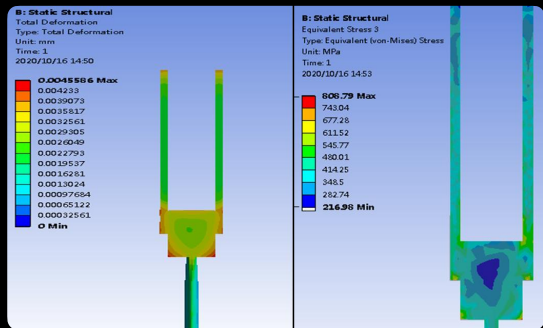 B: Static Structural
Total Deformation
Type: Total Deformation
Unit: mm
Time: 1
2020/10/16 14:50
0.0045586 Max
0.004233
0.0039073
0.0035817
0.0032561
0.0029305
0.0026049
0.0022793
0.0019537
0.0016281
0.0013024
0.00097684
0.00065122
0.00032561
0 Min
B: Static Structural
Equivalent Stress 3
Type: Equivalent (von-Mises) Stress
Unit: MPa
Time: 1
2020/10/16 14:53
808.79 Max
743.04
677.28
611.52
545.77
480.01
414.25
348.5
282.74
216.98 Min